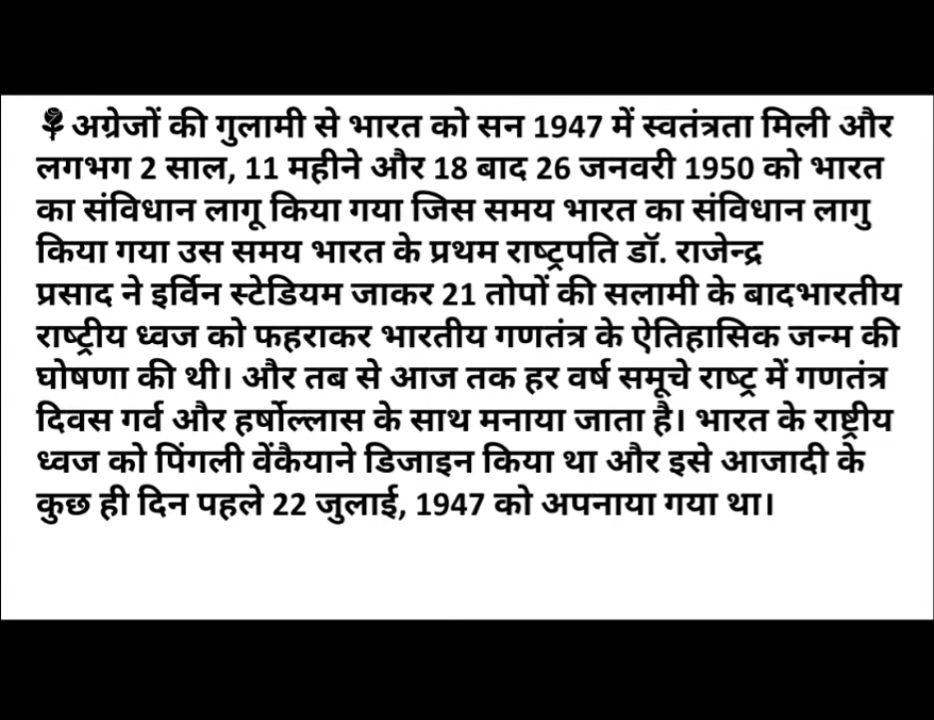 🌹अग्रेजों की गुलामी से भारत को सन 1947 में स्वतंत्रता मिली और
लगभग 2 साल, 11 महीने और 18 बाद 26 जनवरी 1950 को भारत
का संविधान लागू किया गया जिस समय भारत का संविधान लागु
किया गया उस समय भारत के प्रथम राष्ट्रपति डॉ. राजेन्द्र
प्रसाद ने इर्विन स्टेडियम जाकर 21 तोपों की सलामी के बादभारतीय
राष्ट्रीय ध्वज को फहराकर भारतीय गणतंत्र के ऐतिहासिक जन्म की
घोषणा की थी। और तब से आज तक हर वर्ष समूचे राष्ट्र में गणतंत्र
दिवस गर्व और हर्षोल्लास के साथ मनाया जाता है। भारत के राष्ट्रीय
ध्वज को पिंगली वेंकैयाने डिजाइन किया था और इसे आजादी के
कुछ ही दिन पहले 22 जुलाई, 1947 को अपनाया गया था।